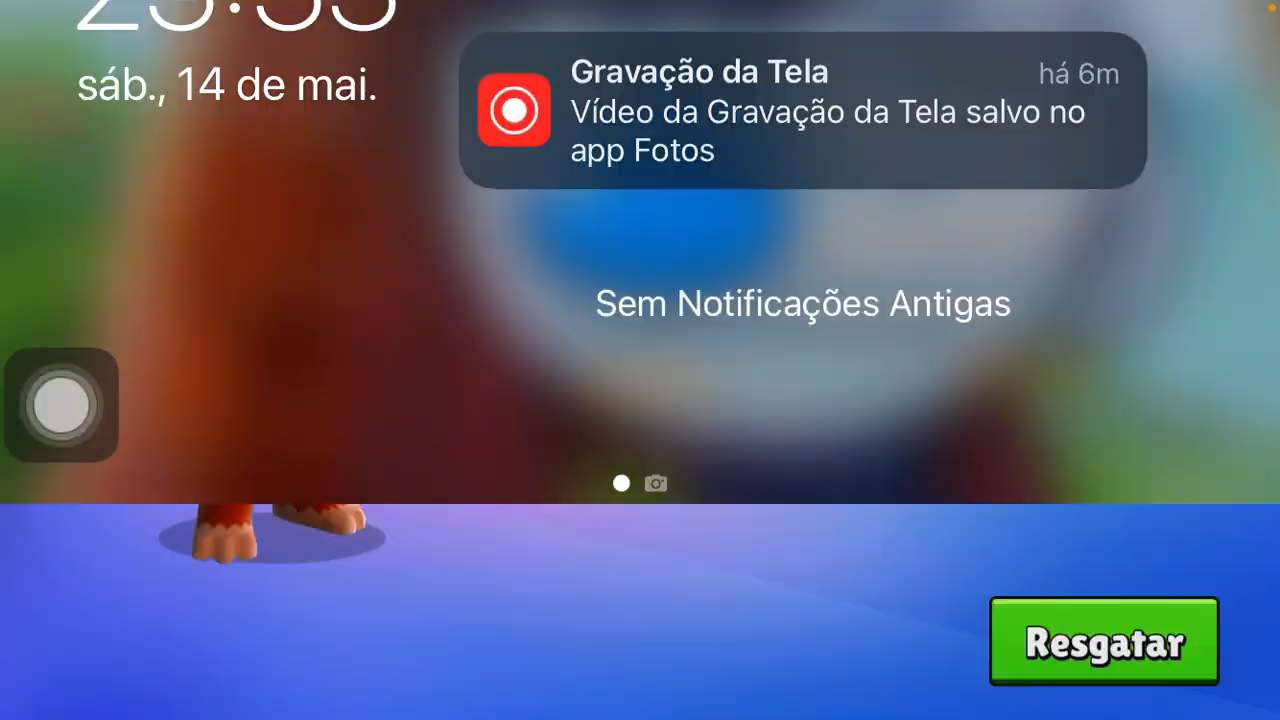 sáb., 14 de mai.
Gravação da Tela
há 6m
Vídeo da Gravação da Tela salvo no
app Fotos
Sem Notificações Antigas
Resgatar